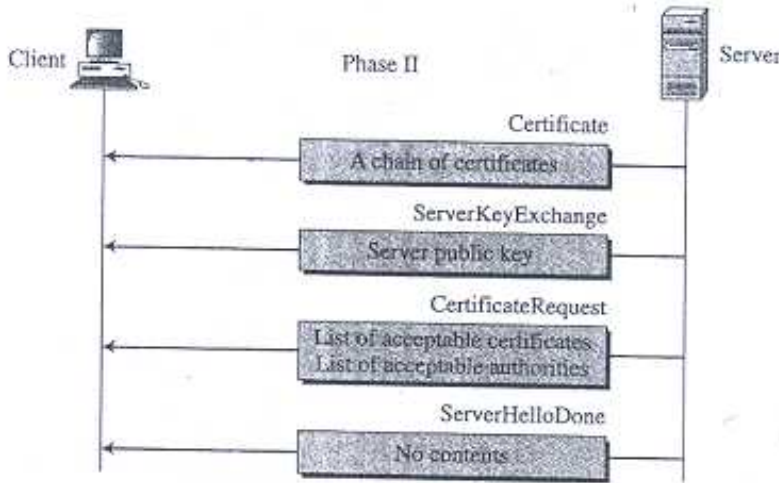 Client
Phase II
Server
Certificate
A chain of certificates
ServerKeyExchange
Server public key
CertificateRequest
List of acceptable certificates
List of acceptable authorities
ServerHelloDone
No contents